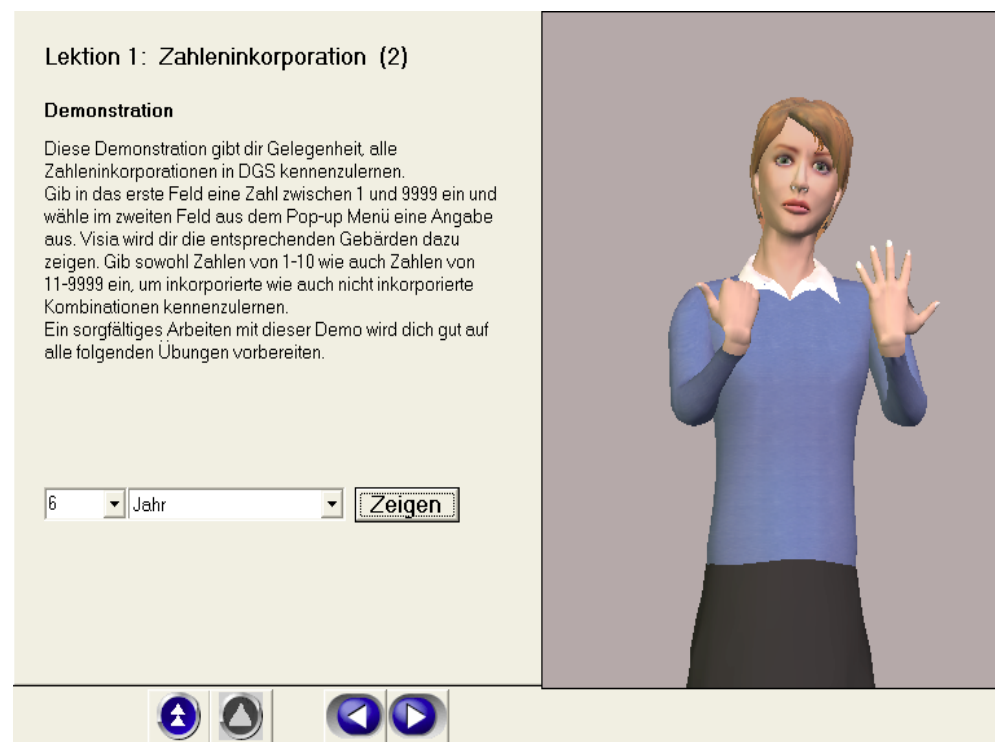 Lektion 1: Zahleninkorporation (2)
Demonstration
Diese Demonstration gibt dir Gelegenheit, alle
Zahleninkorporationen in DGS kennenzulernen.
Gib in das erste Feld eine Zahl zwischen 1 und 9999 ein und
wähle im zweiten Feld aus dem Pop-up Menü eine Angabe
aus. Visia wird dir die entsprechenden Gebärden dazu
zeigen. Gib sowohl Zahlen von 1-10 wie auch Zahlen von
11-9999 ein, um inkorporierte wie auch nicht inkorporierte
Kombinationen kennenzulernen.
Ein sorgfältiges Arbeiten mit dieser Demo wird dich gut auf
alle folgenden Übungen vorbereiten.
6 Jahr Zeigen